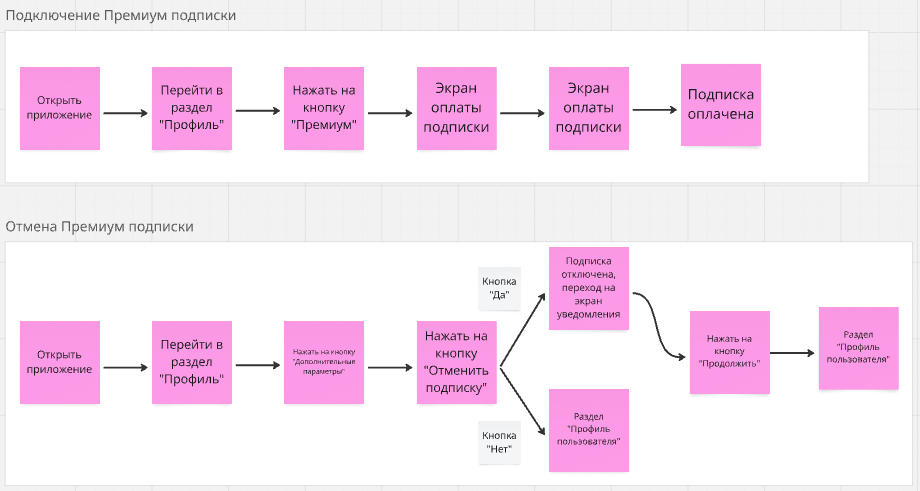 Подключение Премиум подписки
Открыть
приложение
Перейти в
раздел
"Профиль"
Нажать на
кнопку
"Премиум"
Экран
оплаты
подписки
Экран
оплаты
подписки
Подписка
оплачена
Отмена Премиум подписки
Открыть
приложение
Перейти в
раздел
"Профиль"
Нажать на кнопку
"Дополнительные
параметры"
Нажать на
кнопку
"Отменить
подписку"
Кнопка
"Да"
Подписка
отключена,
переход на
экран
уведомления
Кнопка
"Нет"
Раздел
"Профиль
пользователя"
Нажать на
кнопку
"Продолжить"
Раздел
"Профиль
пользователя"